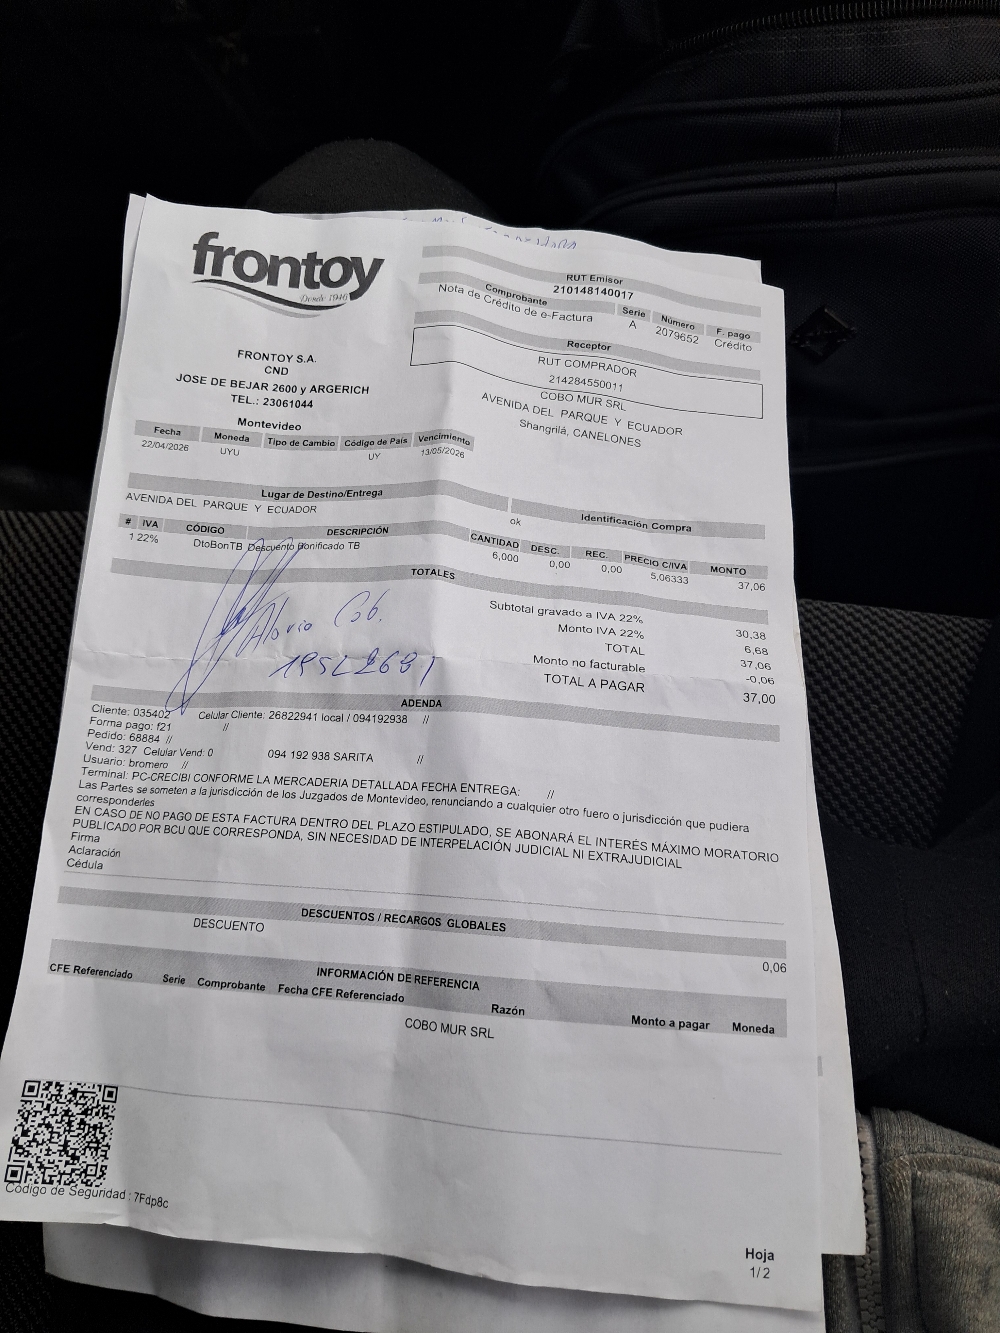 frontoy
Desde 1946
RUT Emisor
210148140017
Comprobante Serie Número F. pago
Nota de Crédito de e-Factura A 2079652 Crédito
Receptor
RUT COMPRADOR
214284550011
COBO MUR SRL
AVENIDA DEL PARQUE Y ECUADOR
Shangrilá, CANELONES
FRONTOY S.A.
CND
JOSE DE BEJAR 2600 y ARGERICH
TEL.: 23061044
Montevideo
Fecha Moneda Tipo de Cambio Código de País Vencimiento
22/04/2026 UYU UY 13/05/2026
Lugar de Destino/Entrega
AVENIDA DEL PARQUE Y ECUADOR
Identificación Compra
ok
# IVA CÓDIGO DESCRIPCIÓN CANTIDAD DESC. REC. PRECIO C/IVA MONTO
1 22% DtoBonTB Descuento Bonificado TB 6,000 0,00 0,00 5,06333 37,06
TOTALES
Subtotal gravado a IVA 22% 30,38
Monto IVA 22% 6,68
TOTAL 37,06
Monto no facturable -0,06
TOTAL A PAGAR 37,00
ADENDA
Cliente: 035402 Celular Cliente: 26822941 local / 094192938 //
Forma pago: f21 //
Pedido: 68884 //
Vend: 327 Celular Vend: 0 094 192 938 SARITA //
Usuario: bromero //
Terminal: PC-CRECIBI CONFORME LA MERCADERIA DETALLADA FECHA ENTREGA: //
Las Partes se someten a la jurisdicción de los Juzgados de Montevideo, renunciando a cualquier otro fuero o jurisdicción que pudiera
corresponderles
EN CASO DE NO PAGO DE ESTA FACTURA DENTRO DEL PLAZO ESTIPULADO, SE ABONARÁ EL INTERÉS MÁXIMO MORATORIO
PUBLICADO POR BCU QUE CORRESPONDA, SIN NECESIDAD DE INTERPELACIÓN JUDICIAL NI EXTRAJUDICIAL
Firma
Aclaración
Cédula
DESCUENTOS / RECARGOS GLOBALES
DESCUENTO 0,06
INFORMACIÓN DE REFERENCIA
CFE Referenciado Serie Comprobante Fecha CFE Referenciado Razón Monto a pagar Moneda
COBO MUR SRL
Código de Seguridad : 7Fdp8c
Hoja
1/2